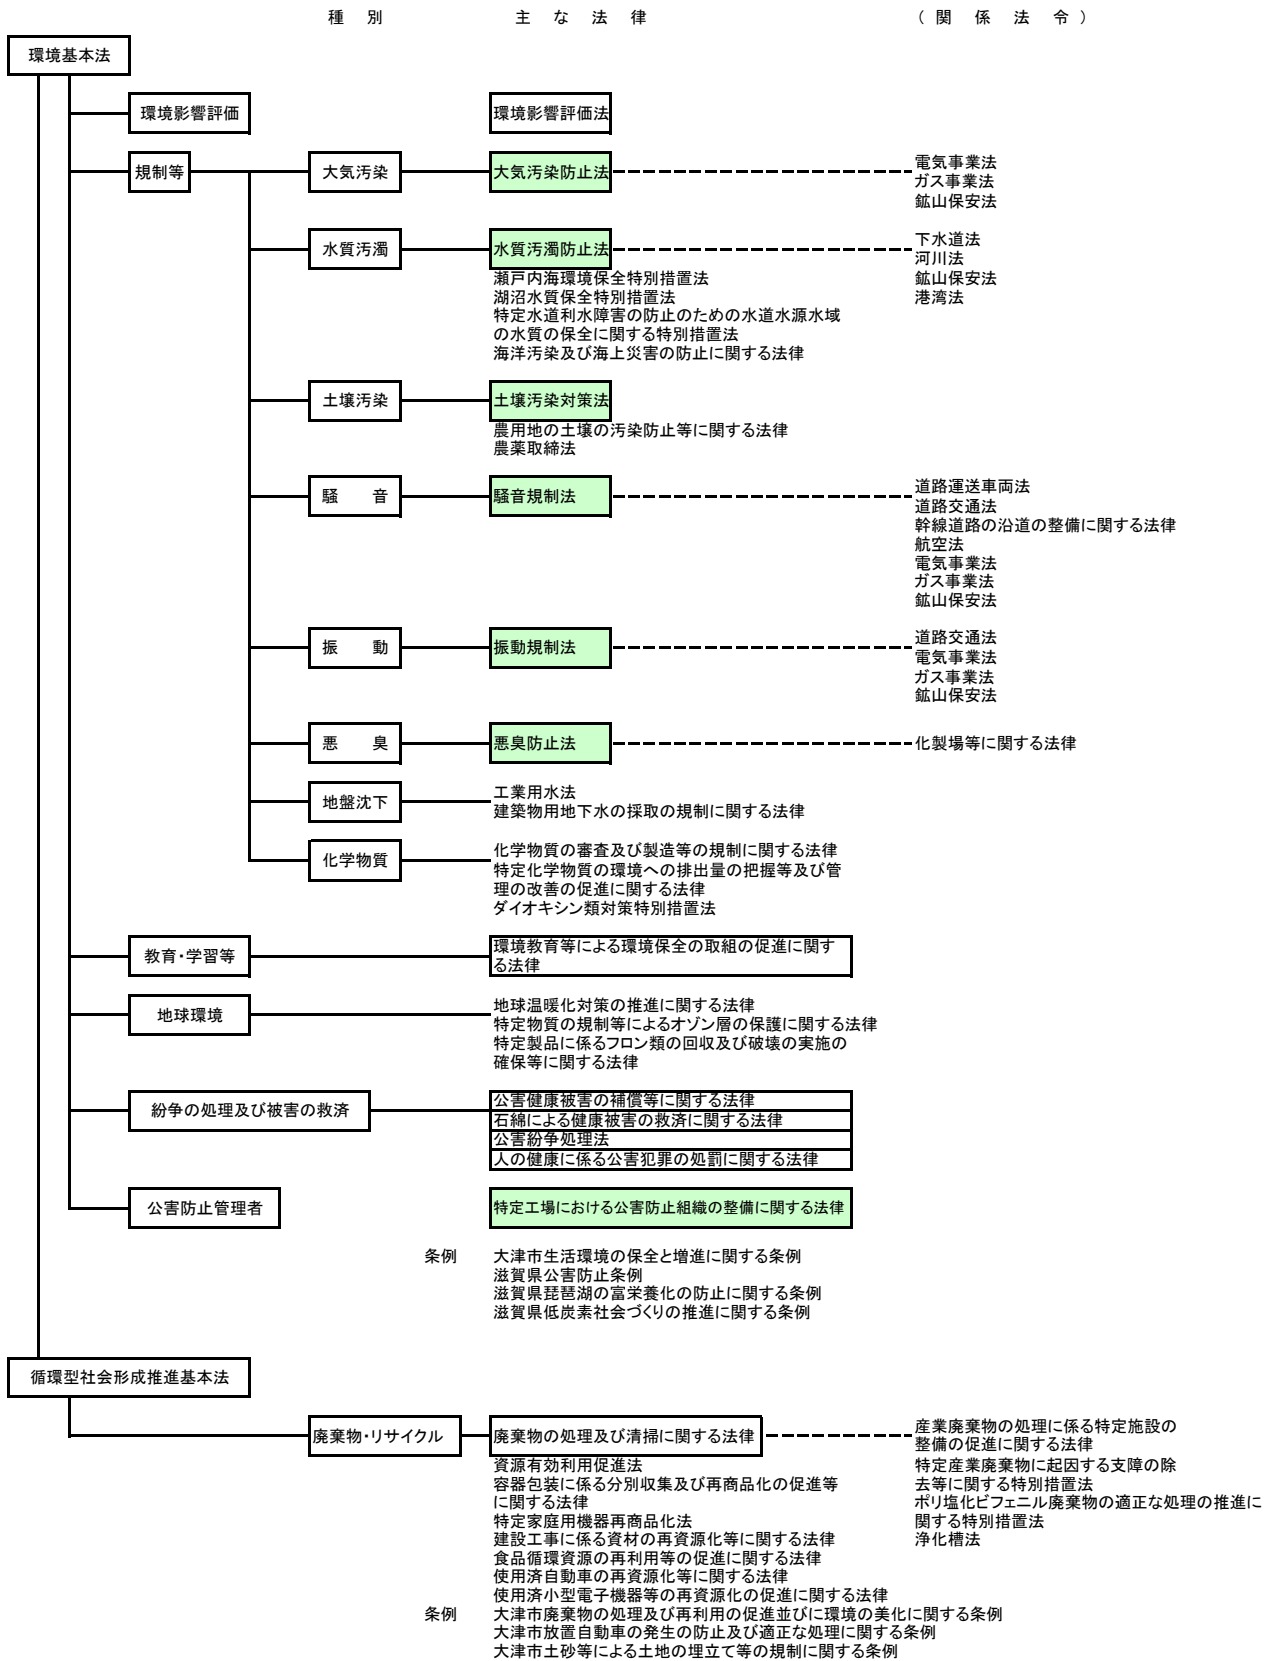 種　別　主　な　法　律　（　関　係　法　令　）
環境基本法
環境影響評価　環境影響評価法
規制等　大気汚染　大気汚染防止法　電気事業法
ガス事業法
鉱山保安法
水質汚濁　水質汚濁防止法　下水道法
河川法
瀬戸内海環境保全特別措置法　鉱山保安法
湖沼水質保全特別措置法　港湾法
特定水道利水障害の防止のための水道水源水域
の水質の保全に関する特別措置法
海洋汚染及び海上災害の防止に関する法律
土壌汚染　土壌汚染対策法
農用地の土壌の汚染防止等に関する法律
農薬取締法
騒　音　騒音規制法　道路運送車両法
道路交通法
幹線道路の沿道の整備に関する法律
航空法
電気事業法
ガス事業法
鉱山保安法
振　動　振動規制法　道路交通法
電気事業法
ガス事業法
鉱山保安法
悪　臭　悪臭防止法　化製場等に関する法律
地盤沈下　工業用水法
建築物用地下水の採取の規制に関する法律
化学物質　化学物質の審査及び製造等の規制に関する法律
特定化学物質の環境への排出量の把握等及び管
理の改善の促進に関する法律
ダイオキシン類対策特別措置法
教育・学習等　環境教育等による環境保全の取組の促進に関す
る法律
地球環境　地球温暖化対策の推進に関する法律
特定物質の規制等によるオゾン層の保護に関する法律
特定製品に係るフロン類の回収及び破壊の実施の
確保等に関する法律
紛争の処理及び被害の救済　公害健康被害の補償等に関する法律
石綿による健康被害の救済に関する法律
公害紛争処理法
人の健康に係る公害犯罪の処罰に関する法律
公害防止管理者　特定工場における公害防止組織の整備に関する法律
条例　大津市生活環境の保全と増進に関する条例
滋賀県公害防止条例
滋賀県琵琶湖の富栄養化の防止に関する条例
滋賀県低炭素社会づくりの推進に関する条例
循環型社会形成推進基本法
廃棄物・リサイクル　廃棄物の処理及び清掃に関する法律　産業廃棄物の処理に係る特定施設の
整備の促進に関する法律
資源有効利用促進法　特定産業廃棄物に起因する支障の除
容器包装に係る分別収集及び再商品化の促進等　去等に関する特別措置法
に関する法律　ポリ塩化ビフェニル廃棄物の適正な処理の推進に
特定家庭用機器再商品化法　関する特別措置法
建設工事に係る資材の再資源化等に関する法律　浄化槽法
食品循環資源の再利用等の促進に関する法律
使用済自動車の再資源化等に関する法律
使用済小型電子機器等の再資源化の促進に関する法律
条例　大津市廃棄物の処理及び再利用の促進並びに環境の美化に関する条例
大津市放置自動車の発生の防止及び適正な処理に関する条例
大津市土砂等による土地の埋立て等の規制に関する条例